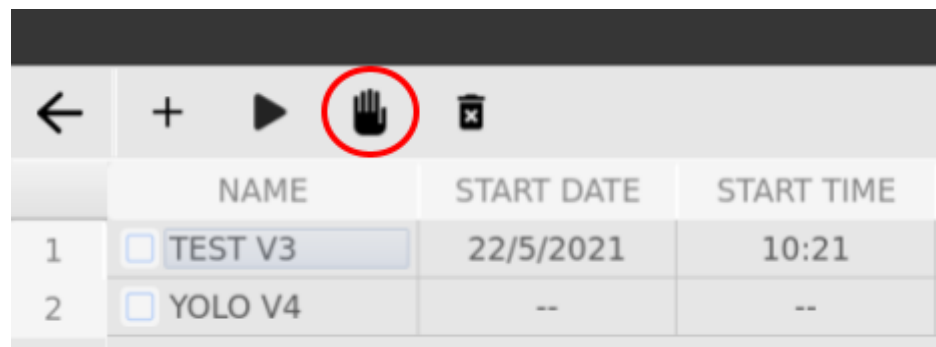 NAME START DATE START TIME
1 TEST V3 22/5/2021 10:21
2 YOLO V4 -- --